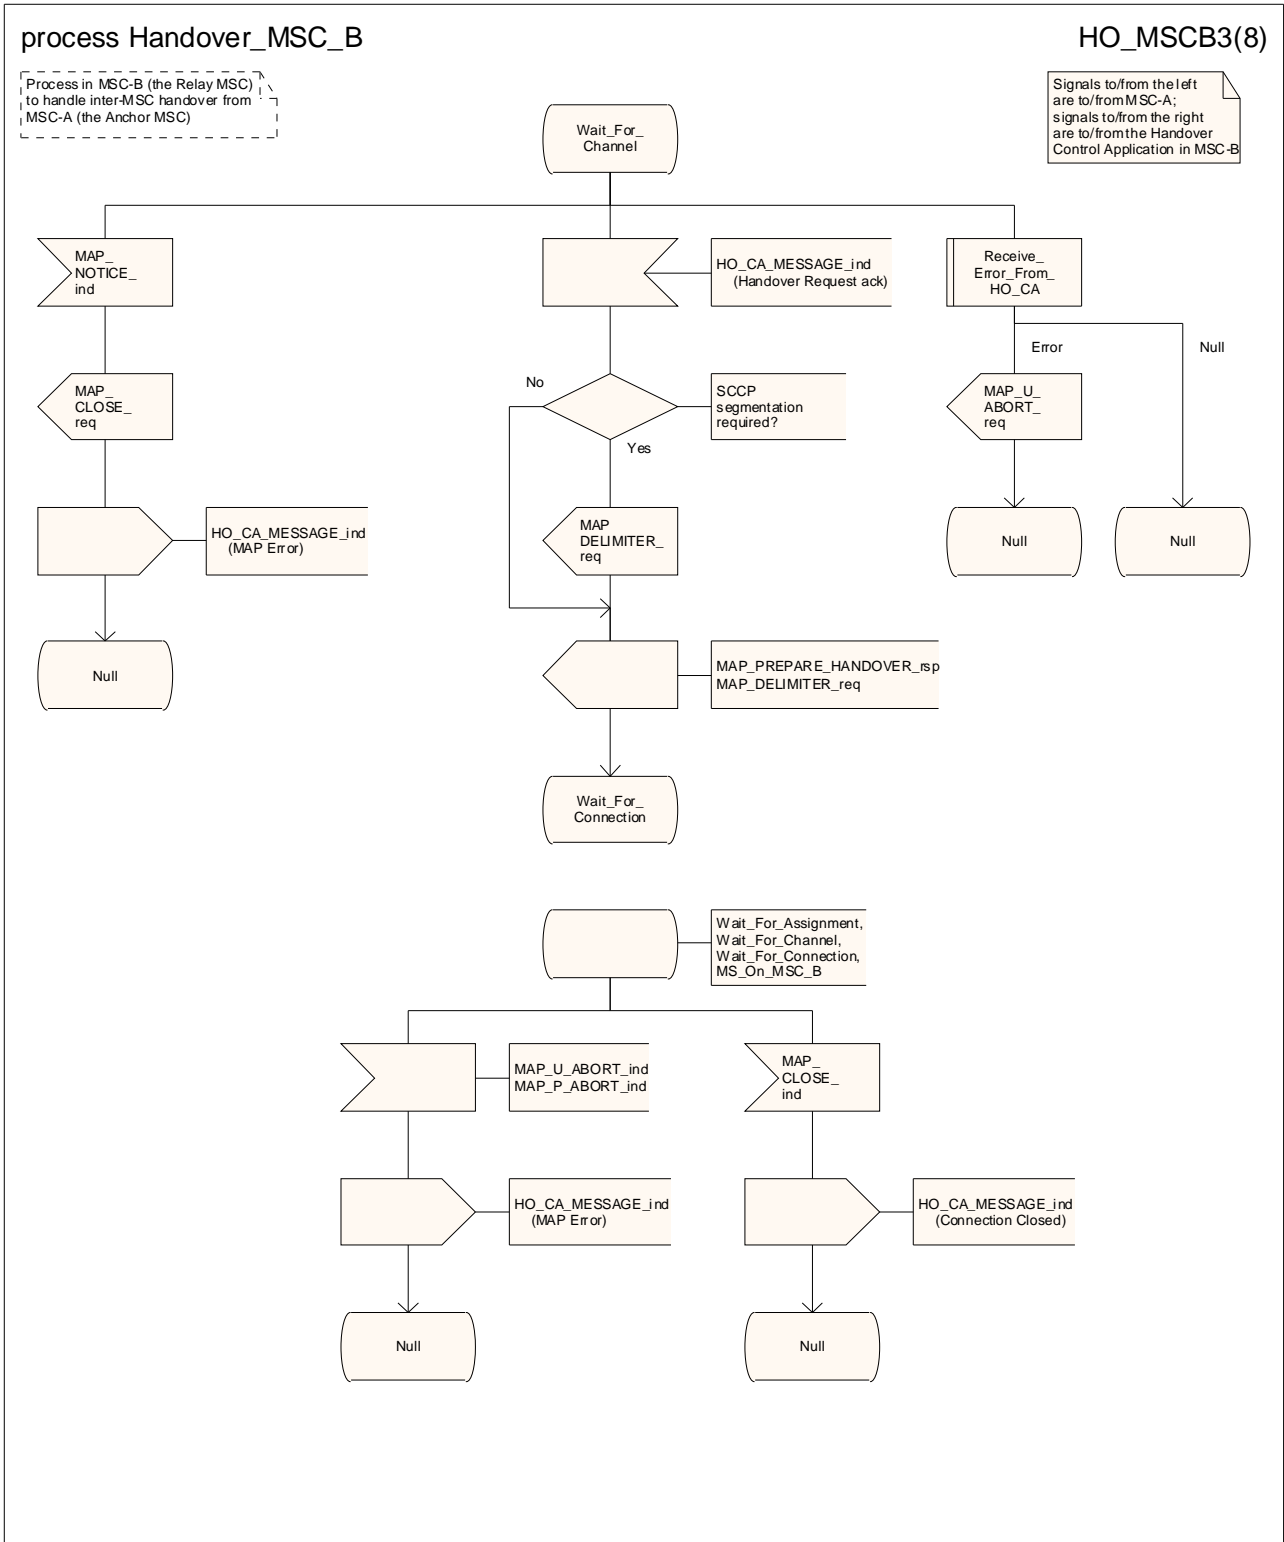 process Handover_MSC_B
HO_MSCB3(8)
Process in MSC-B (the Relay MSC)
to handle inter-MSC handover from
MSC-A (the Anchor MSC)
Signals to/from the left
are to/from MSC-A;
signals to/from the right
are to/from the Handover
Control Application in MSC-B
Wait_For_
Channel
MAP_
NOTICE_
ind
HO_CA_MESSAGE_ind
(Handover Request ack)
Receive_
Error_From_
HO_CA
Error
Null
MAP_
CLOSE_
req
No
SCCP
segmentation
required?
Yes
MAP_U_
ABORT_
req
HO_CA_MESSAGE_ind
(MAP Error)
MAP
DELIMITER_
req
Null
Null
Null
MAP_PREPARE_HANDOVER_rsp
MAP_DELIMITER_req
Wait_For_
Connection
Wait_For_Assignment,
Wait_For_Channel,
Wait_For_Connection,
MS_On_MSC_B
MAP_U_ABORT_ind
MAP_P_ABORT_ind
MAP_
CLOSE_
ind
HO_CA_MESSAGE_ind
(MAP Error)
HO_CA_MESSAGE_ind
(Connection Closed)
Null
Null